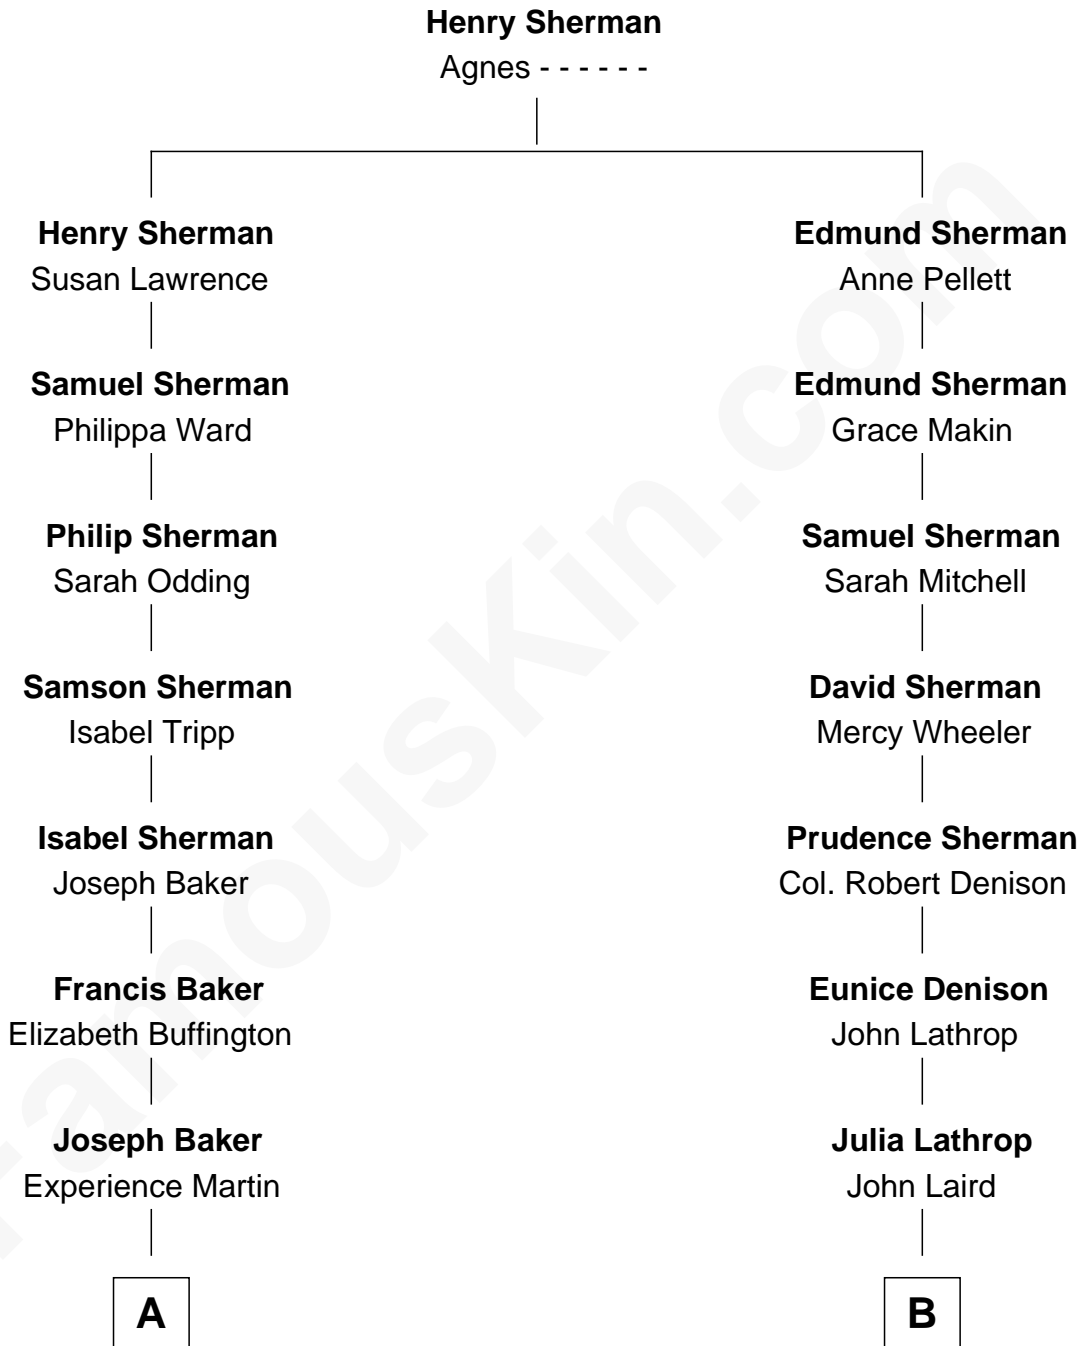 Henry Sherman
Agnes - - - - - -
Henry Sherman
Susan Lawrence
Samuel Sherman
Philippa Ward
Philip Sherman
Sarah Odding
Samson Sherman
Isabel Tripp
Isabel Sherman
Joseph Baker
Francis Baker
Elizabeth Buffington
Joseph Baker
Experience Martin
A
Edmund Sherman
Anne Pellett
Edmund Sherman
Grace Makin
Samuel Sherman
Sarah Mitchell
David Sherman
Mercy Wheeler
Prudence Sherman
Col. Robert Denison
Eunice Denison
John Lathrop
Julia Lathrop
John Laird
B
FamousKin.com